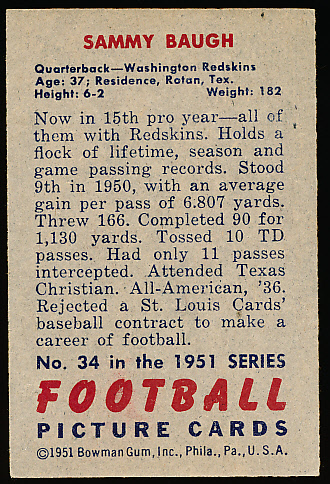 SAMMY BAUGH
Quarterback—Washington Redskins
Age: 37; Residence, Rotan, Tex.
Height: 6-2 Weight: 182
Now in 15th pro year—all of
them with Redskins. Holds a
flock of lifetime, season and
game passing records. Stood
9th in 1950, with an average
gain per pass of 6.807 yards.
Threw 166. Completed 90 for
1,130 yards. Tossed 10 TD
passes. Had only 11 passes
intercepted. Attended Texas
Christian. All-American, '36.
Rejected a St. Louis Cards'
baseball contract to make a
career of football.
No. 34 in the 1951 SERIES
FOOTBALL
PICTURE CARDS
©1951 Bowman Gum, Inc., Phila., Pa., U.S.A.